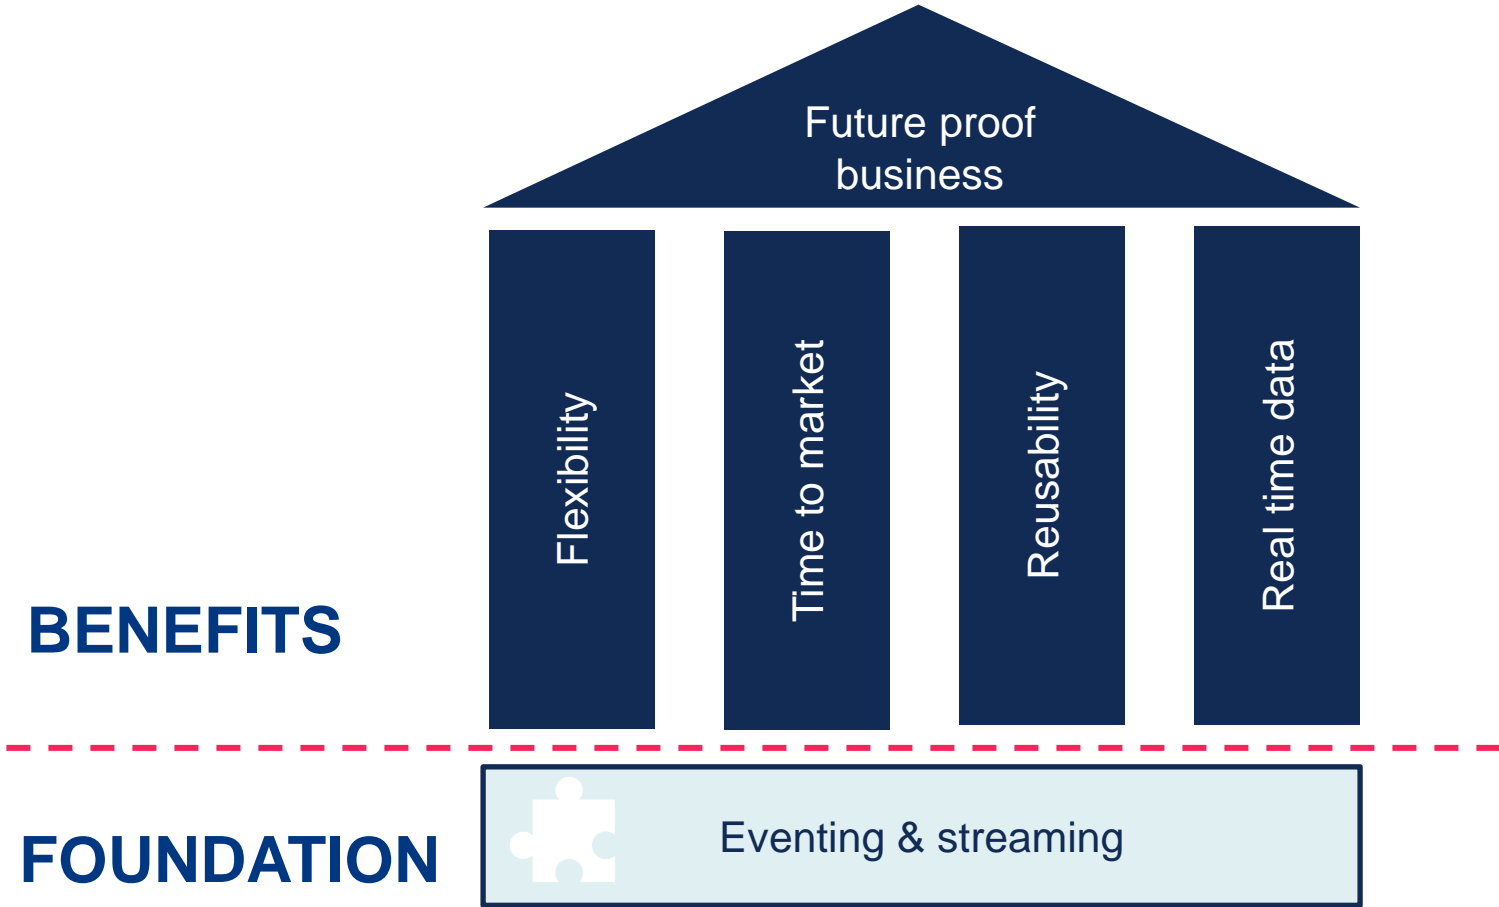 Future proof
business
Flexibility
Time to market
Reusability
Real time data
BENEFITS
FOUNDATION
Eventing & streaming